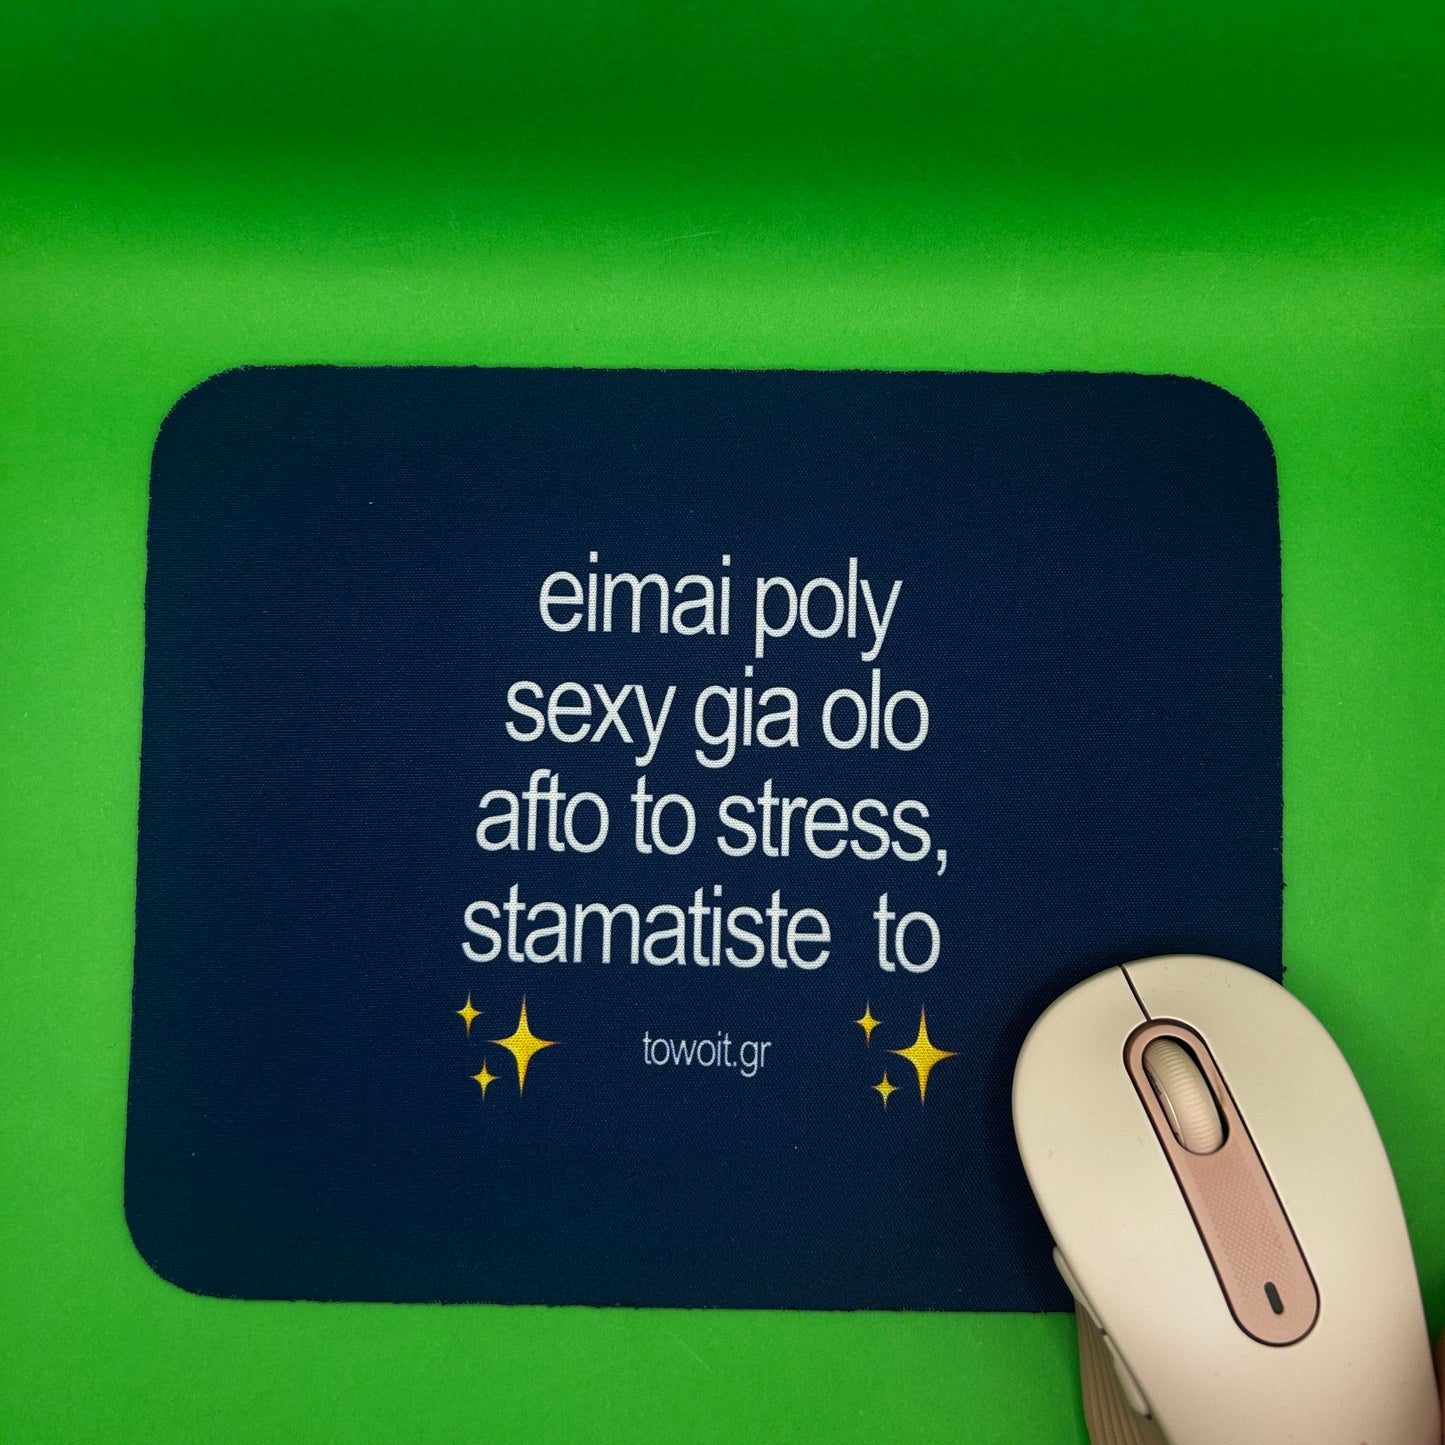 eimai poly
sexy gia olo
afto to stress,
stamatiste to
towoit.gr